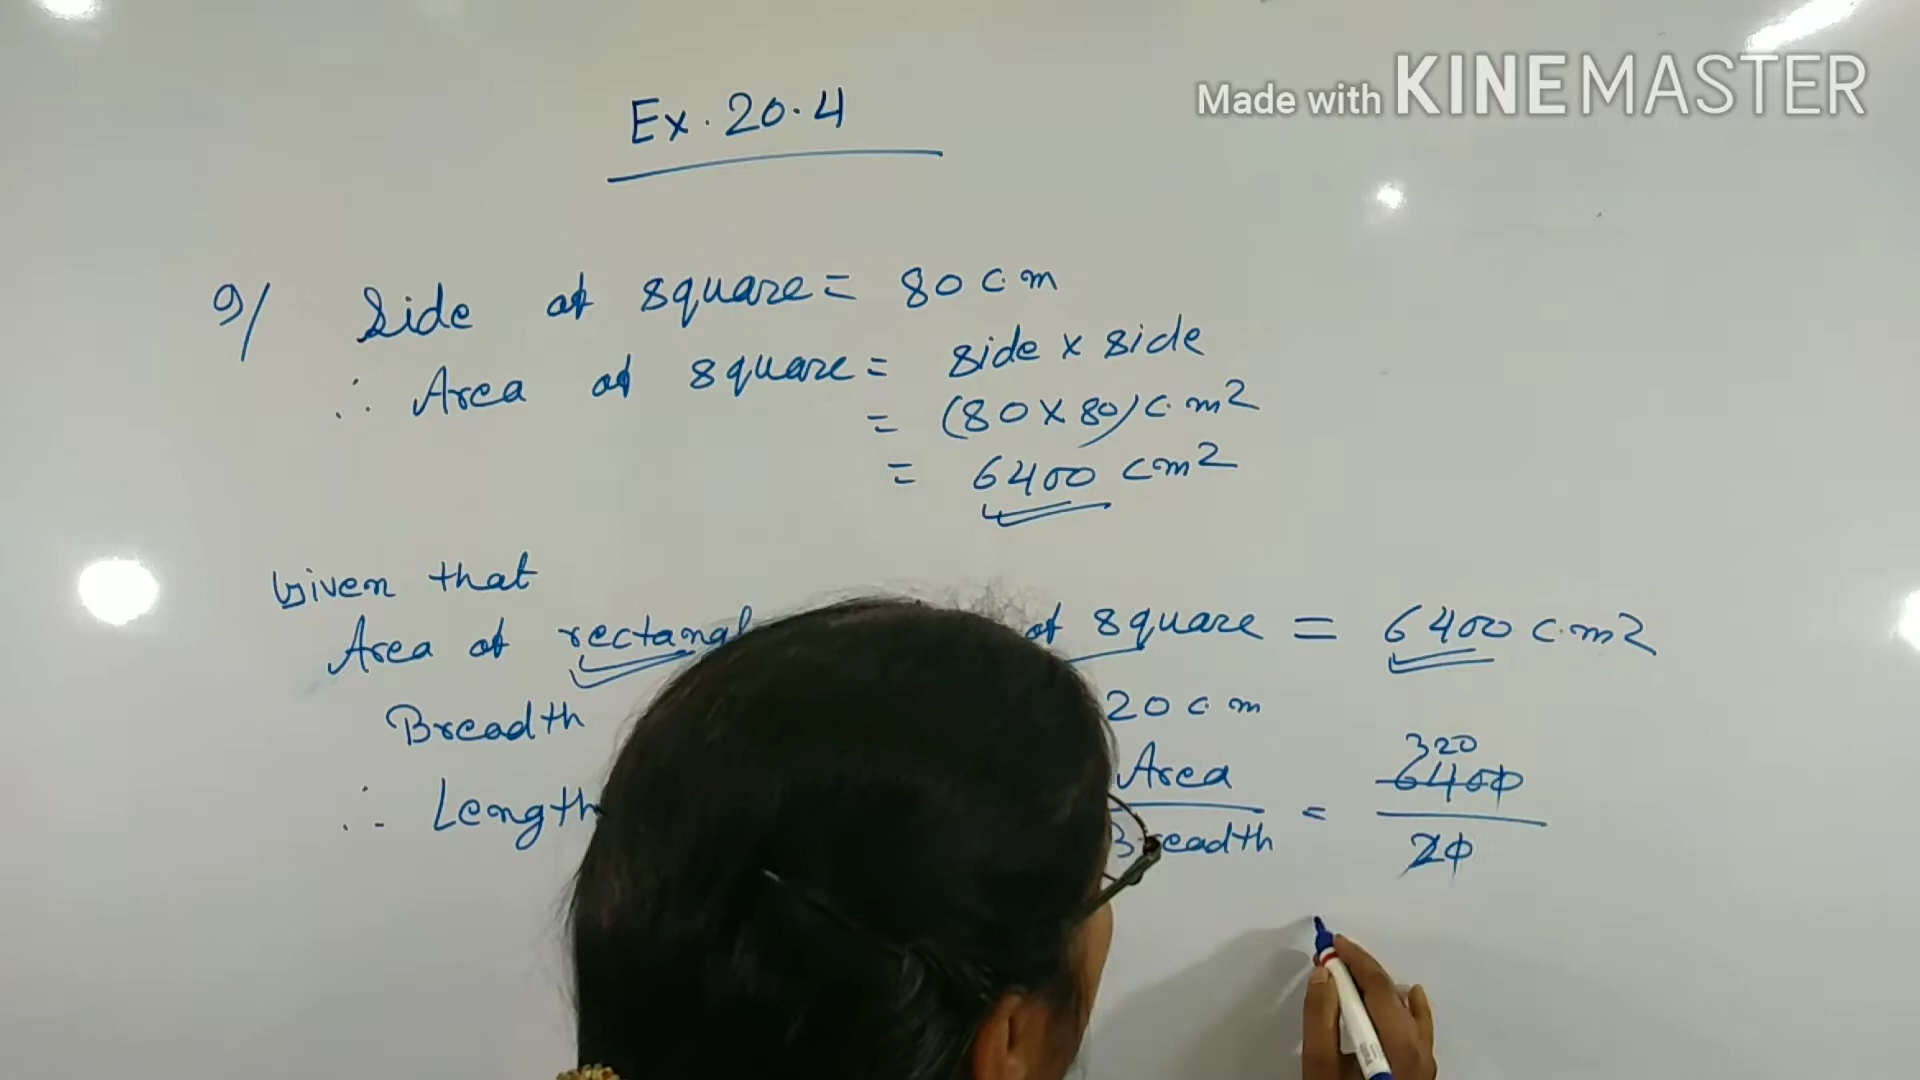 Made with KINEMASTER
Ex. 20.4
9/ Side of square = 80 cm
∴ Area of square = side x side
= (80 x 80) cm2
= 6400 cm2
Given that
Area of rectangl of square = 6400 cm2
Breadth 20 cm
320
∴ Length Area = 6400
Breadth 20